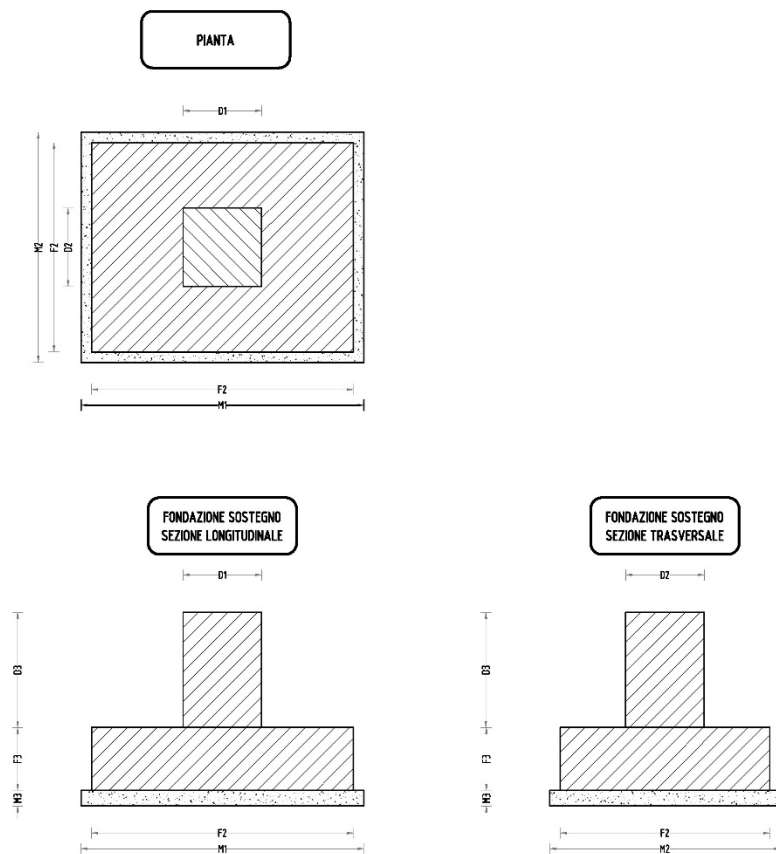 PIANTA
D1
M2
F2
D2
F2
M1
FONDAZIONE SOSTEGNO
SEZIONE LONGITUDINALE
D1
D3
F3
M3
F2
M1
FONDAZIONE SOSTEGNO
SEZIONE TRASVERSALE
D2
D3
F3
M3
F2
M2